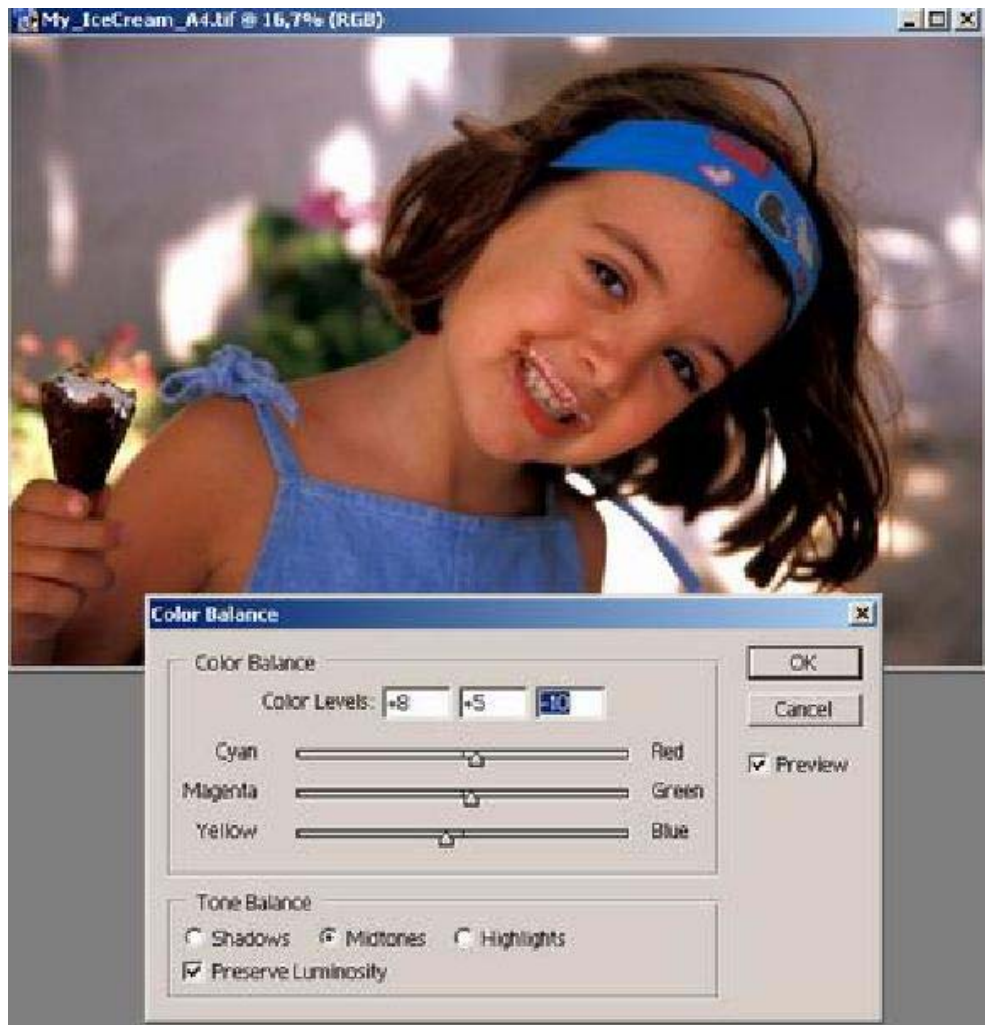 My_IceCream_A4.tif @ 16,7% (RGB)
Color Balance
Color Balance
Color Levels: +8 +5 -10
Cyan Red
Magenta Green
Yellow Blue
OK
Cancel
Preview
Tone Balance
Shadows Midtones Highlights
Preserve Luminosity